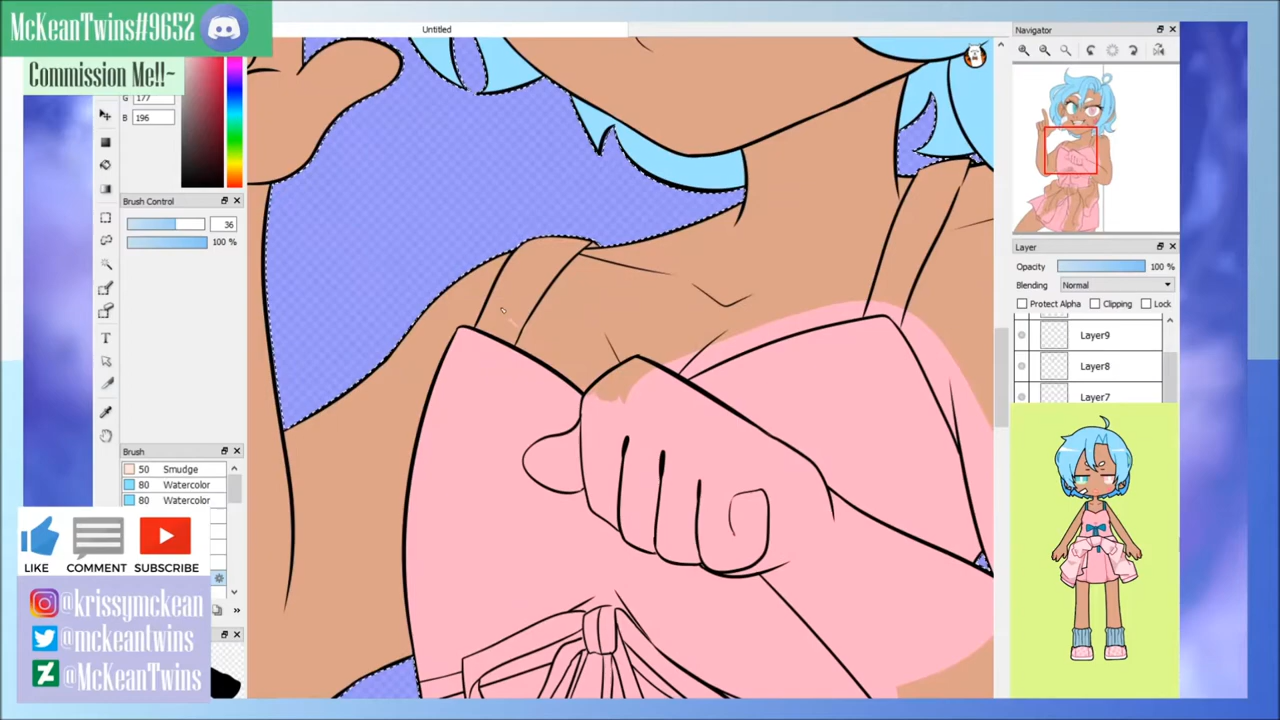 McKeanTwins#9652
Commission Me!!~
Untitled
Navigator
G 177
B 196
Brush Control
36
100 %
Layer
Opacity 100 %
Blending Normal
Protect Alpha Clipping Lock
Layer9
Layer8
Layer7
Brush
50 Smudge
80 Watercolor
80 Watercolor
LIKE COMMENT SUBSCRIBE
@krissymckean
@mckeantwins
@McKeanTwins